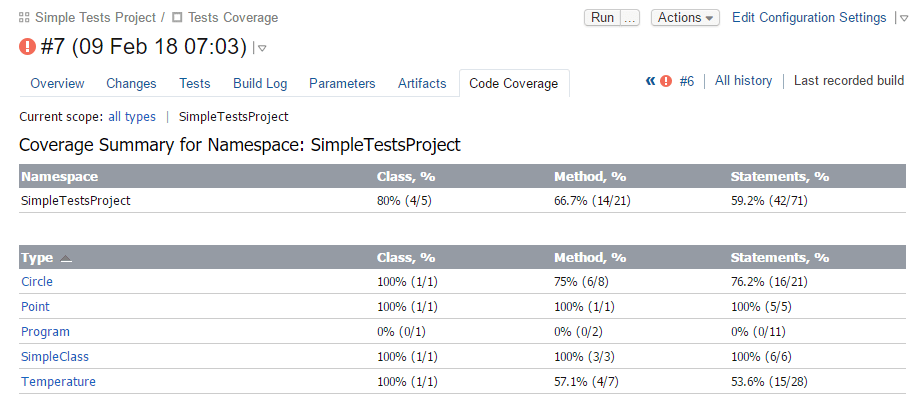 Simple Tests Project / Tests Coverage Run ... Actions Edit Configuration Settings
#7 (09 Feb 18 07:03)
Overview Changes Tests Build Log Parameters Artifacts Code Coverage « #6 All history Last recorded build
Current scope: all types | SimpleTestsProject
Coverage Summary for Namespace: SimpleTestsProject
Namespace Class, % Method, % Statements, %
SimpleTestsProject 80% (4/5) 66.7% (14/21) 59.2% (42/71)
Type Class, % Method, % Statements, %
Circle 100% (1/1) 75% (6/8) 76.2% (16/21)
Point 100% (1/1) 100% (1/1) 100% (5/5)
Program 0% (0/1) 0% (0/2) 0% (0/11)
SimpleClass 100% (1/1) 100% (3/3) 100% (6/6)
Temperature 100% (1/1) 57.1% (4/7) 53.6% (15/28)